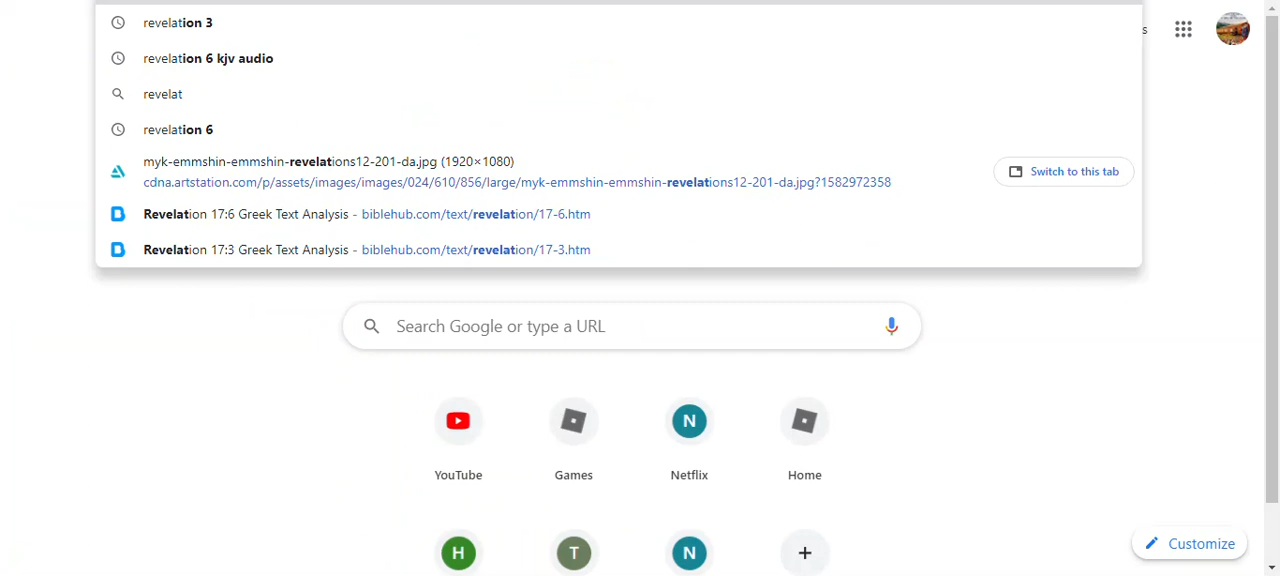 revelation 3
s
revelation 6 kjv audio
revelat
revelation 6
myk-emmshin-emmshin-revelations12-201-da.jpg (1920×1080)
cdna.artstation.com/p/assets/images/images/024/610/856/large/myk-emmshin-emmshin-revelations12-201-da.jpg?1582972358
Switch to this tab
Revelation 17:6 Greek Text Analysis - biblehub.com/text/revelation/17-6.htm
Revelation 17:3 Greek Text Analysis - biblehub.com/text/revelation/17-3.htm
Search Google or type a URL
N
YouTube Games Netflix Home
H T N
Customize